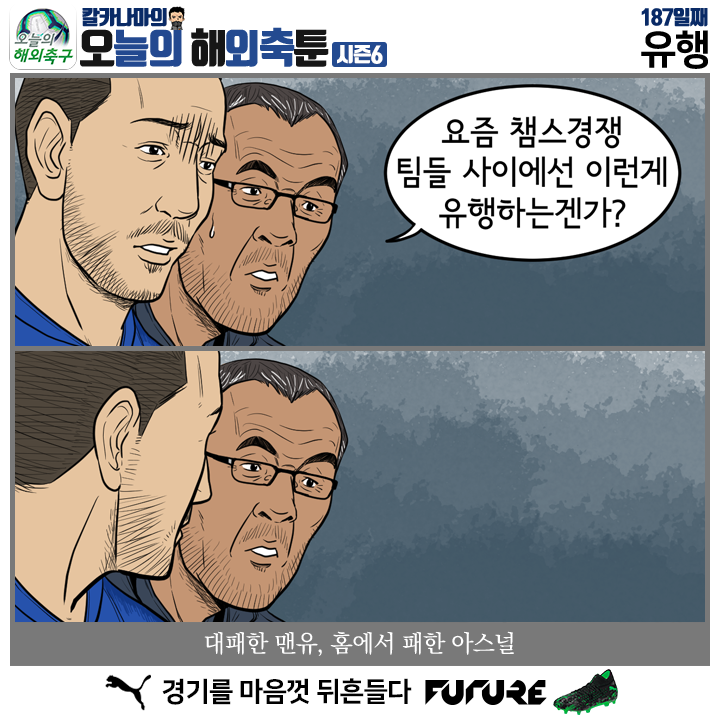 오늘의
해외축구
칼카나마의
오늘의 해외축툰
시즌6
187일째
유행
요즘 챔스경쟁
팀들 사이에선 이런게
유행하는겐가?
대패한 맨유, 홈에서 패한 아스널
경기를 마음껏 뒤흔들다 FUTURE